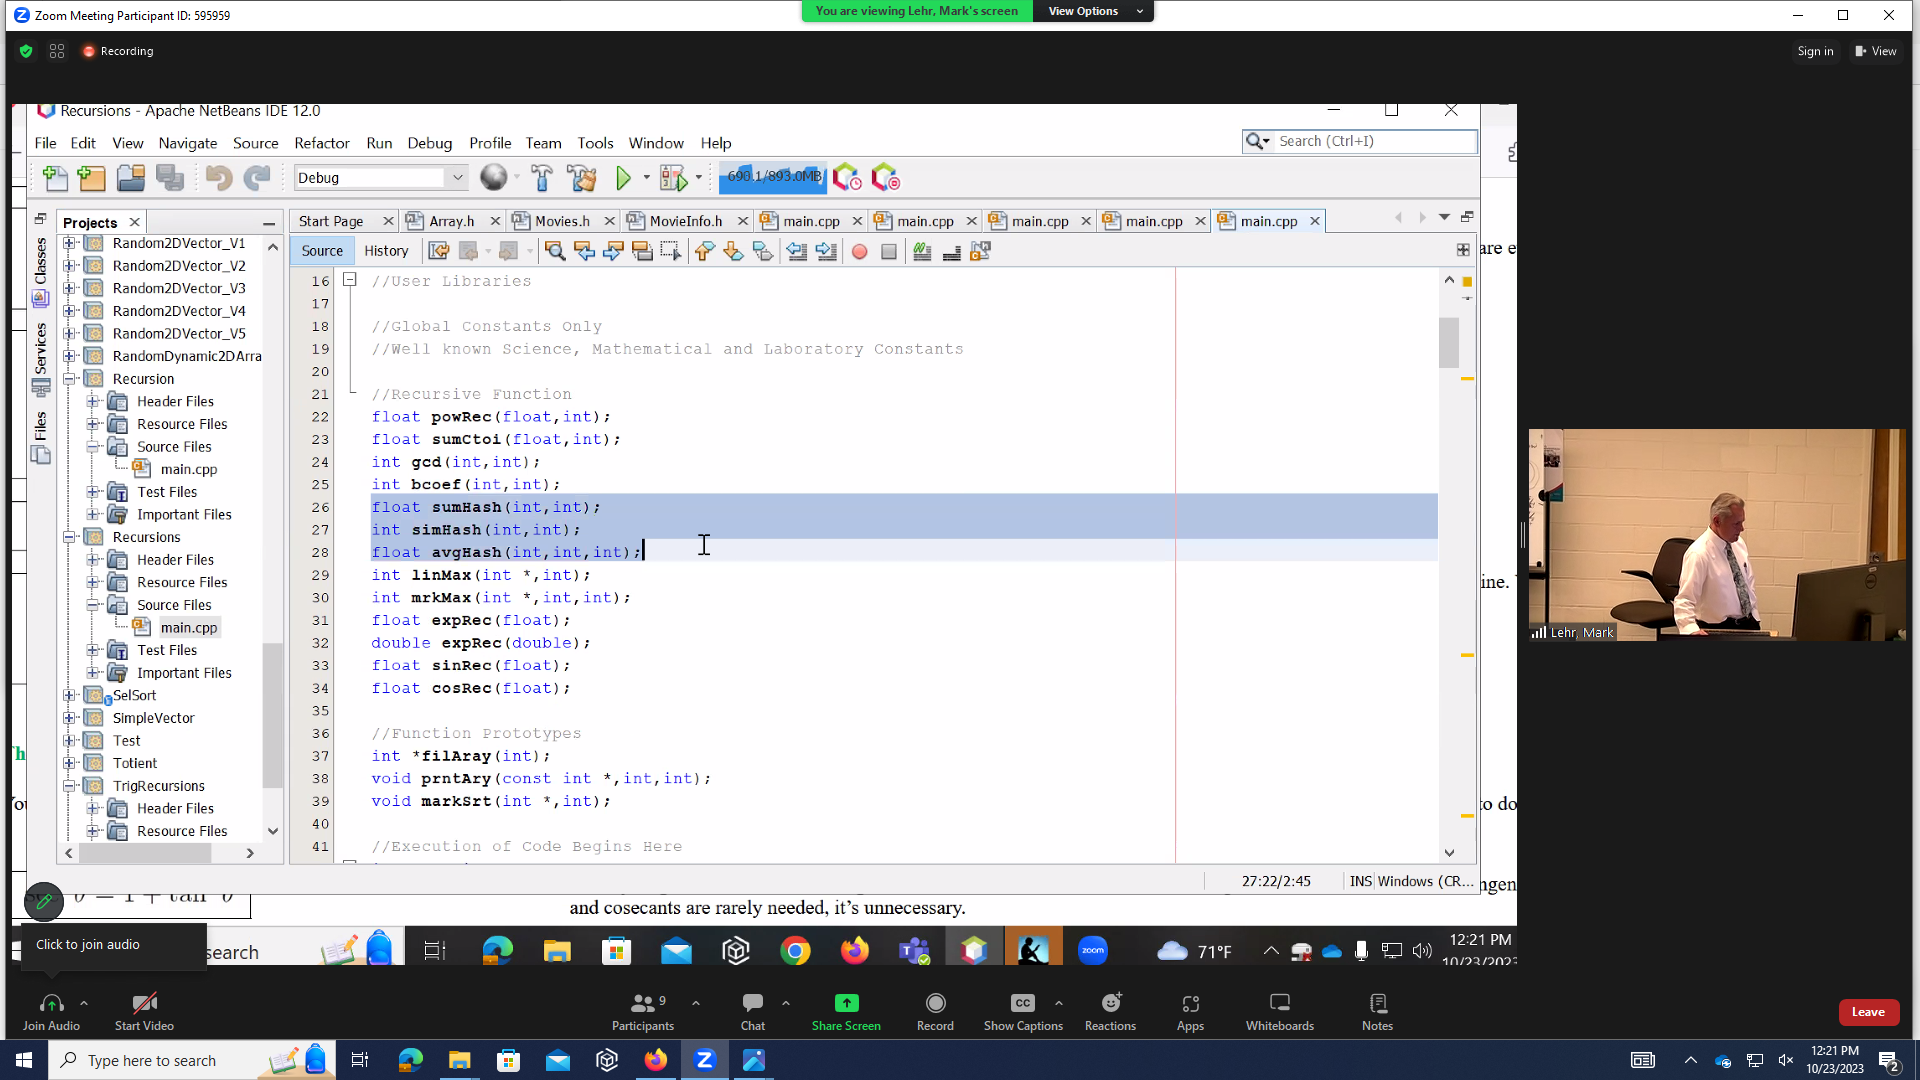 Zoom Meeting Participant ID: 595959
You are viewing Lehr, Mark's screen
View Options
Recording
Sign in
View
Recursions - Apache NetBeans IDE 12.0
File Edit View Navigate Source Refactor Run Debug Profile Team Tools Window Help
Search (Ctrl+I)
Debug
690.1/893.0MB
Projects
Start Page
Array.h
Movies.h
MovieInfo.h
main.cpp
main.cpp
main.cpp
main.cpp
main.cpp
Source
History
Classes
Services
Files
Random2DVector_V1
Random2DVector_V2
Random2DVector_V3
Random2DVector_V4
Random2DVector_V5
RandomDynamic2DArra
Recursion
Header Files
Resource Files
Source Files
main.cpp
Test Files
Important Files
Recursions
Header Files
Resource Files
Source Files
main.cpp
Test Files
Important Files
SelSort
SimpleVector
Test
Totient
TrigRecursions
Header Files
Resource Files
16 //User Libraries
17
18 //Global Constants Only
19 //Well known Science, Mathematical and Laboratory Constants
20
21 //Recursive Function
22 float powRec(float,int);
23 float sumCtoi(float,int);
24 int gcd(int,int);
25 int bcoef(int,int);
26 float sumHash(int,int);
27 int simHash(int,int);
28 float avgHash(int,int,int);
29 int linMax(int *,int);
30 int mrkMax(int *,int,int);
31 float expRec(float);
32 double expRec(double);
33 float sinRec(float);
34 float cosRec(float);
35
36 //Function Prototypes
37 int *filAray(int);
38 void prntAry(const int *,int,int);
39 void markSrt(int *,int);
40
41 //Execution of Code Begins Here
27:22/2:45
INS
Windows (CR...
are e
ine.
to do
ngen
and cosecants are rarely needed, it's unnecessary.
θ = 1 + tan θ
Lehr, Mark
Click to join audio
search
zoom
71°F
12:21 PM
10/23/2023
Join Audio
Start Video
Participants
9
Chat
Share Screen
Record
CC
Show Captions
Reactions
Apps
Whiteboards
Notes
Leave
Type here to search
12:21 PM
10/23/2023
2